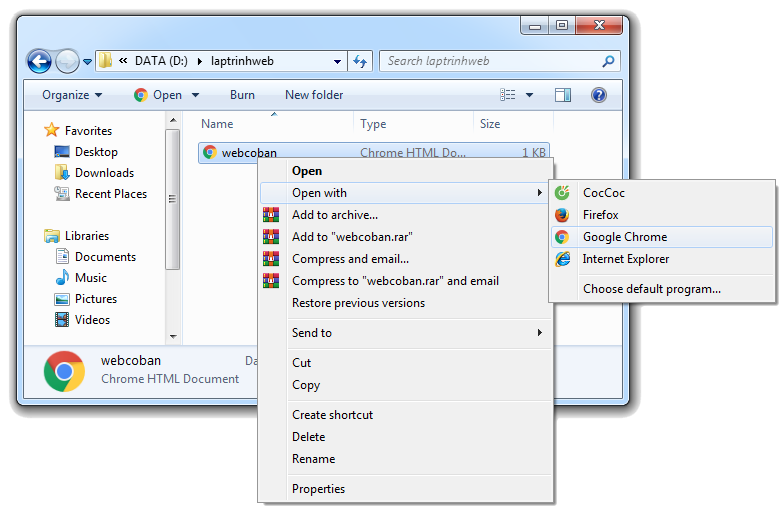 « DATA (D:) laptrinhweb
Search laptrinhweb
Organize Open Burn New folder
Name Type Size
Favorites
Desktop
Downloads
Recent Places
Libraries
Documents
Music
Pictures
Videos
webcoban Chrome HTML Do... 1 KB
Open
Open with
Add to archive...
Add to "webcoban.rar"
Compress and email...
Compress to "webcoban.rar" and email
Restore previous versions
Send to
Cut
Copy
Create shortcut
Delete
Rename
Properties
CocCoc
Firefox
Google Chrome
Internet Explorer
Choose default program...
webcoban Da
Chrome HTML Document